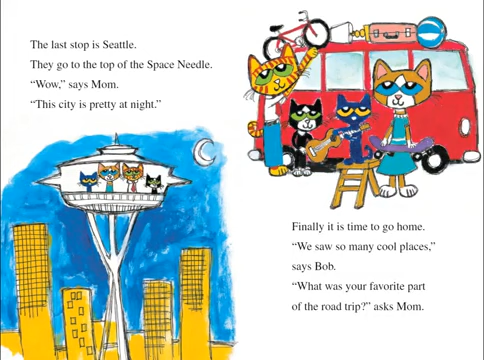 The last stop is Seattle.
They go to the top of the Space Needle.
“Wow,” says Mom.
“This city is pretty at night.”
Finally it is time to go home.
“We saw so many cool places,”
says Bob.
“What was your favorite part
of the road trip?” asks Mom.